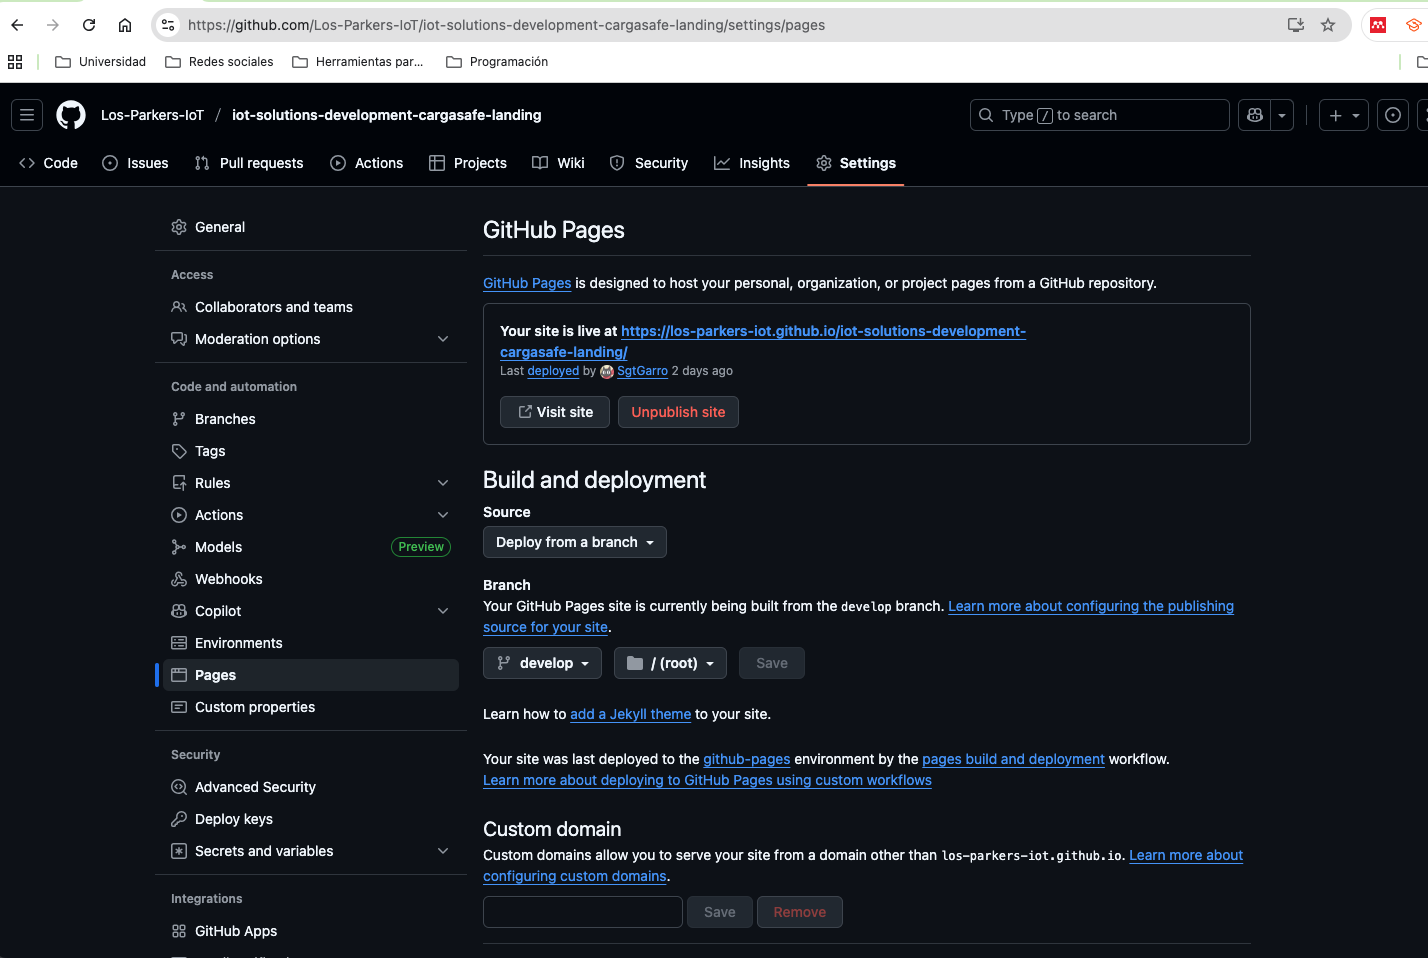 https://github.com/Los-Parkers-IoT/iot-solutions-development-cargasafe-landing/settings/pages
Universidad
Redes sociales
Herramientas par...
Programación
Los-Parkers-IoT / iot-solutions-development-cargasafe-landing
Type / to search
Code
Issues
Pull requests
Actions
Projects
Wiki
Security
Insights
Settings
General
Access
Collaborators and teams
Moderation options
Code and automation
Branches
Tags
Rules
Actions
Models
Preview
Webhooks
Copilot
Environments
Pages
Custom properties
Security
Advanced Security
Deploy keys
Secrets and variables
Integrations
GitHub Apps
GitHub Pages
GitHub Pages is designed to host your personal, organization, or project pages from a GitHub repository.
Your site is live at https://los-parkers-iot.github.io/iot-solutions-development-
cargasafe-landing/
Last deployed by SgtGarro 2 days ago
Visit site
Unpublish site
Build and deployment
Source
Deploy from a branch
Branch
Your GitHub Pages site is currently being built from the develop branch. Learn more about configuring the publishing
source for your site.
develop
/ (root)
Save
Learn how to add a Jekyll theme to your site.
Your site was last deployed to the github-pages environment by the pages build and deployment workflow.
Learn more about deploying to GitHub Pages using custom workflows
Custom domain
Custom domains allow you to serve your site from a domain other than los-parkers-iot.github.io. Learn more about
configuring custom domains.
Save
Remove